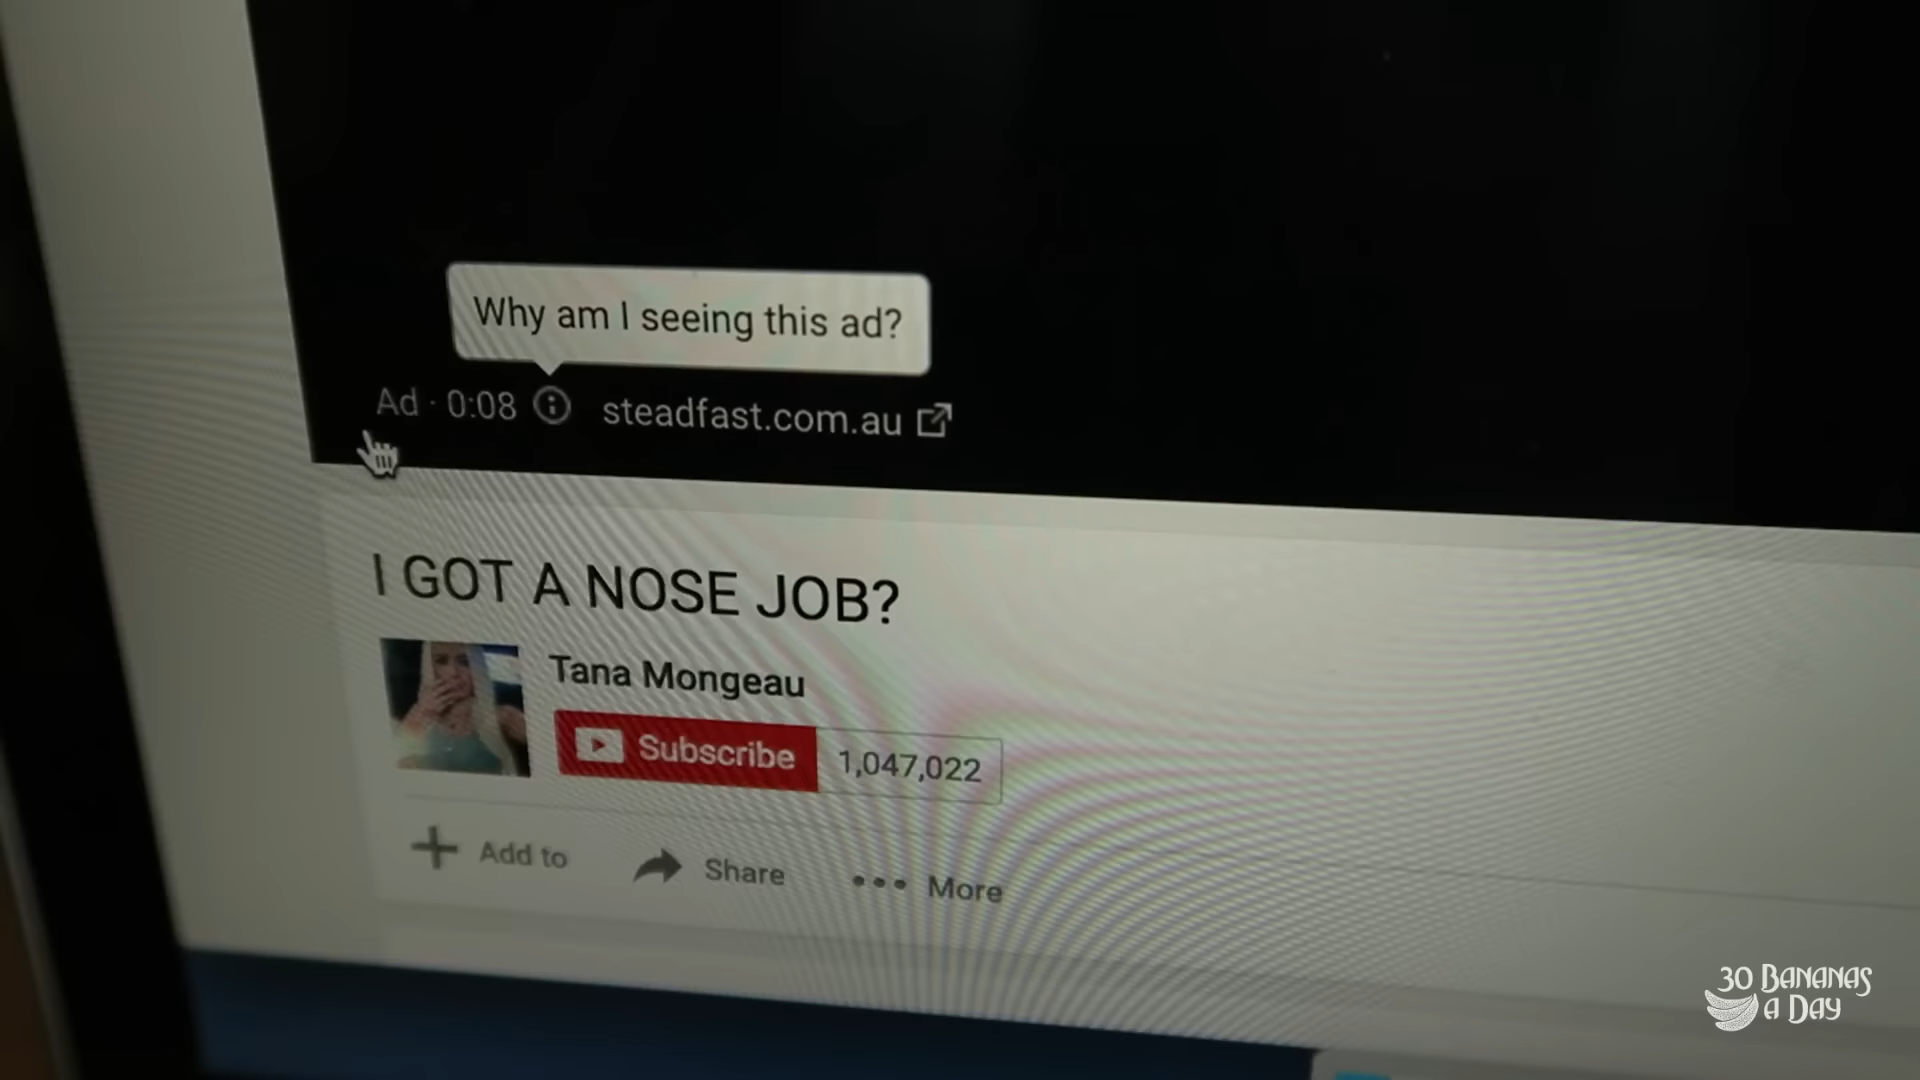 Why am I seeing this ad?
Ad · 0:08 steadfast.com.au
I GOT A NOSE JOB?
Tana Mongeau
Subscribe 1,047,022
Add to Share More
30 BANANAS
A DAY